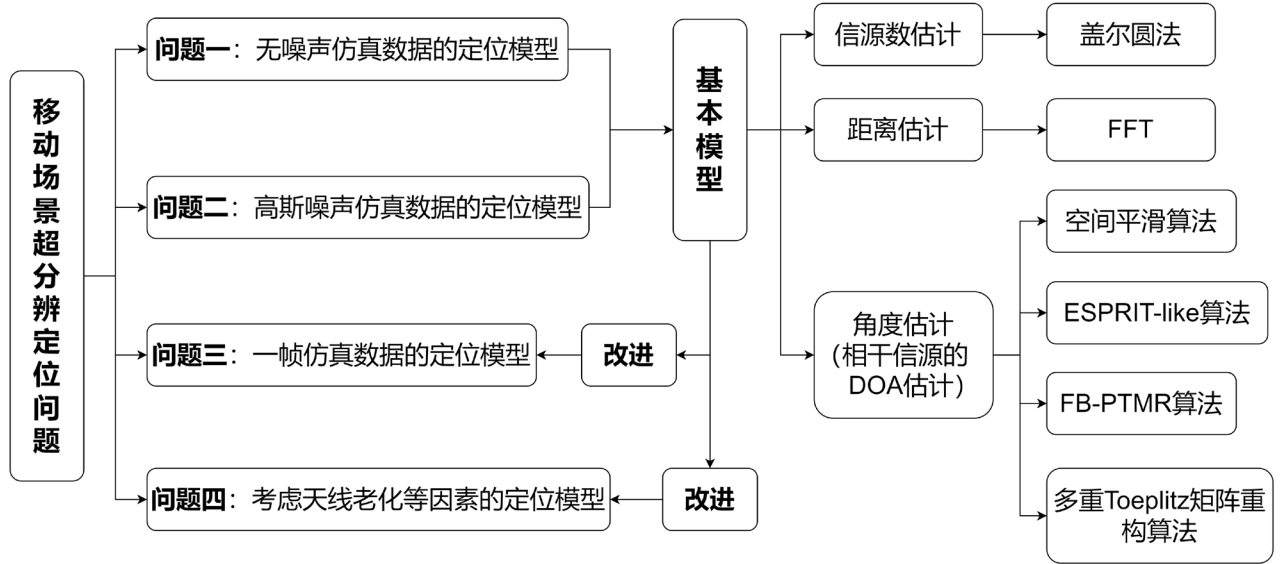 移动场景超分辨定位问题
问题一：无噪声仿真数据的定位模型
问题二：高斯噪声仿真数据的定位模型
问题三：一帧仿真数据的定位模型
改进
问题四：考虑天线老化等因素的定位模型
改进
基本模型
信源数估计
盖尔圆法
距离估计
FFT
角度估计
（相干信源的
DOA估计）
空间平滑算法
ESPRIT-like算法
FB-PTMR算法
多重Toeplitz矩阵重
构算法